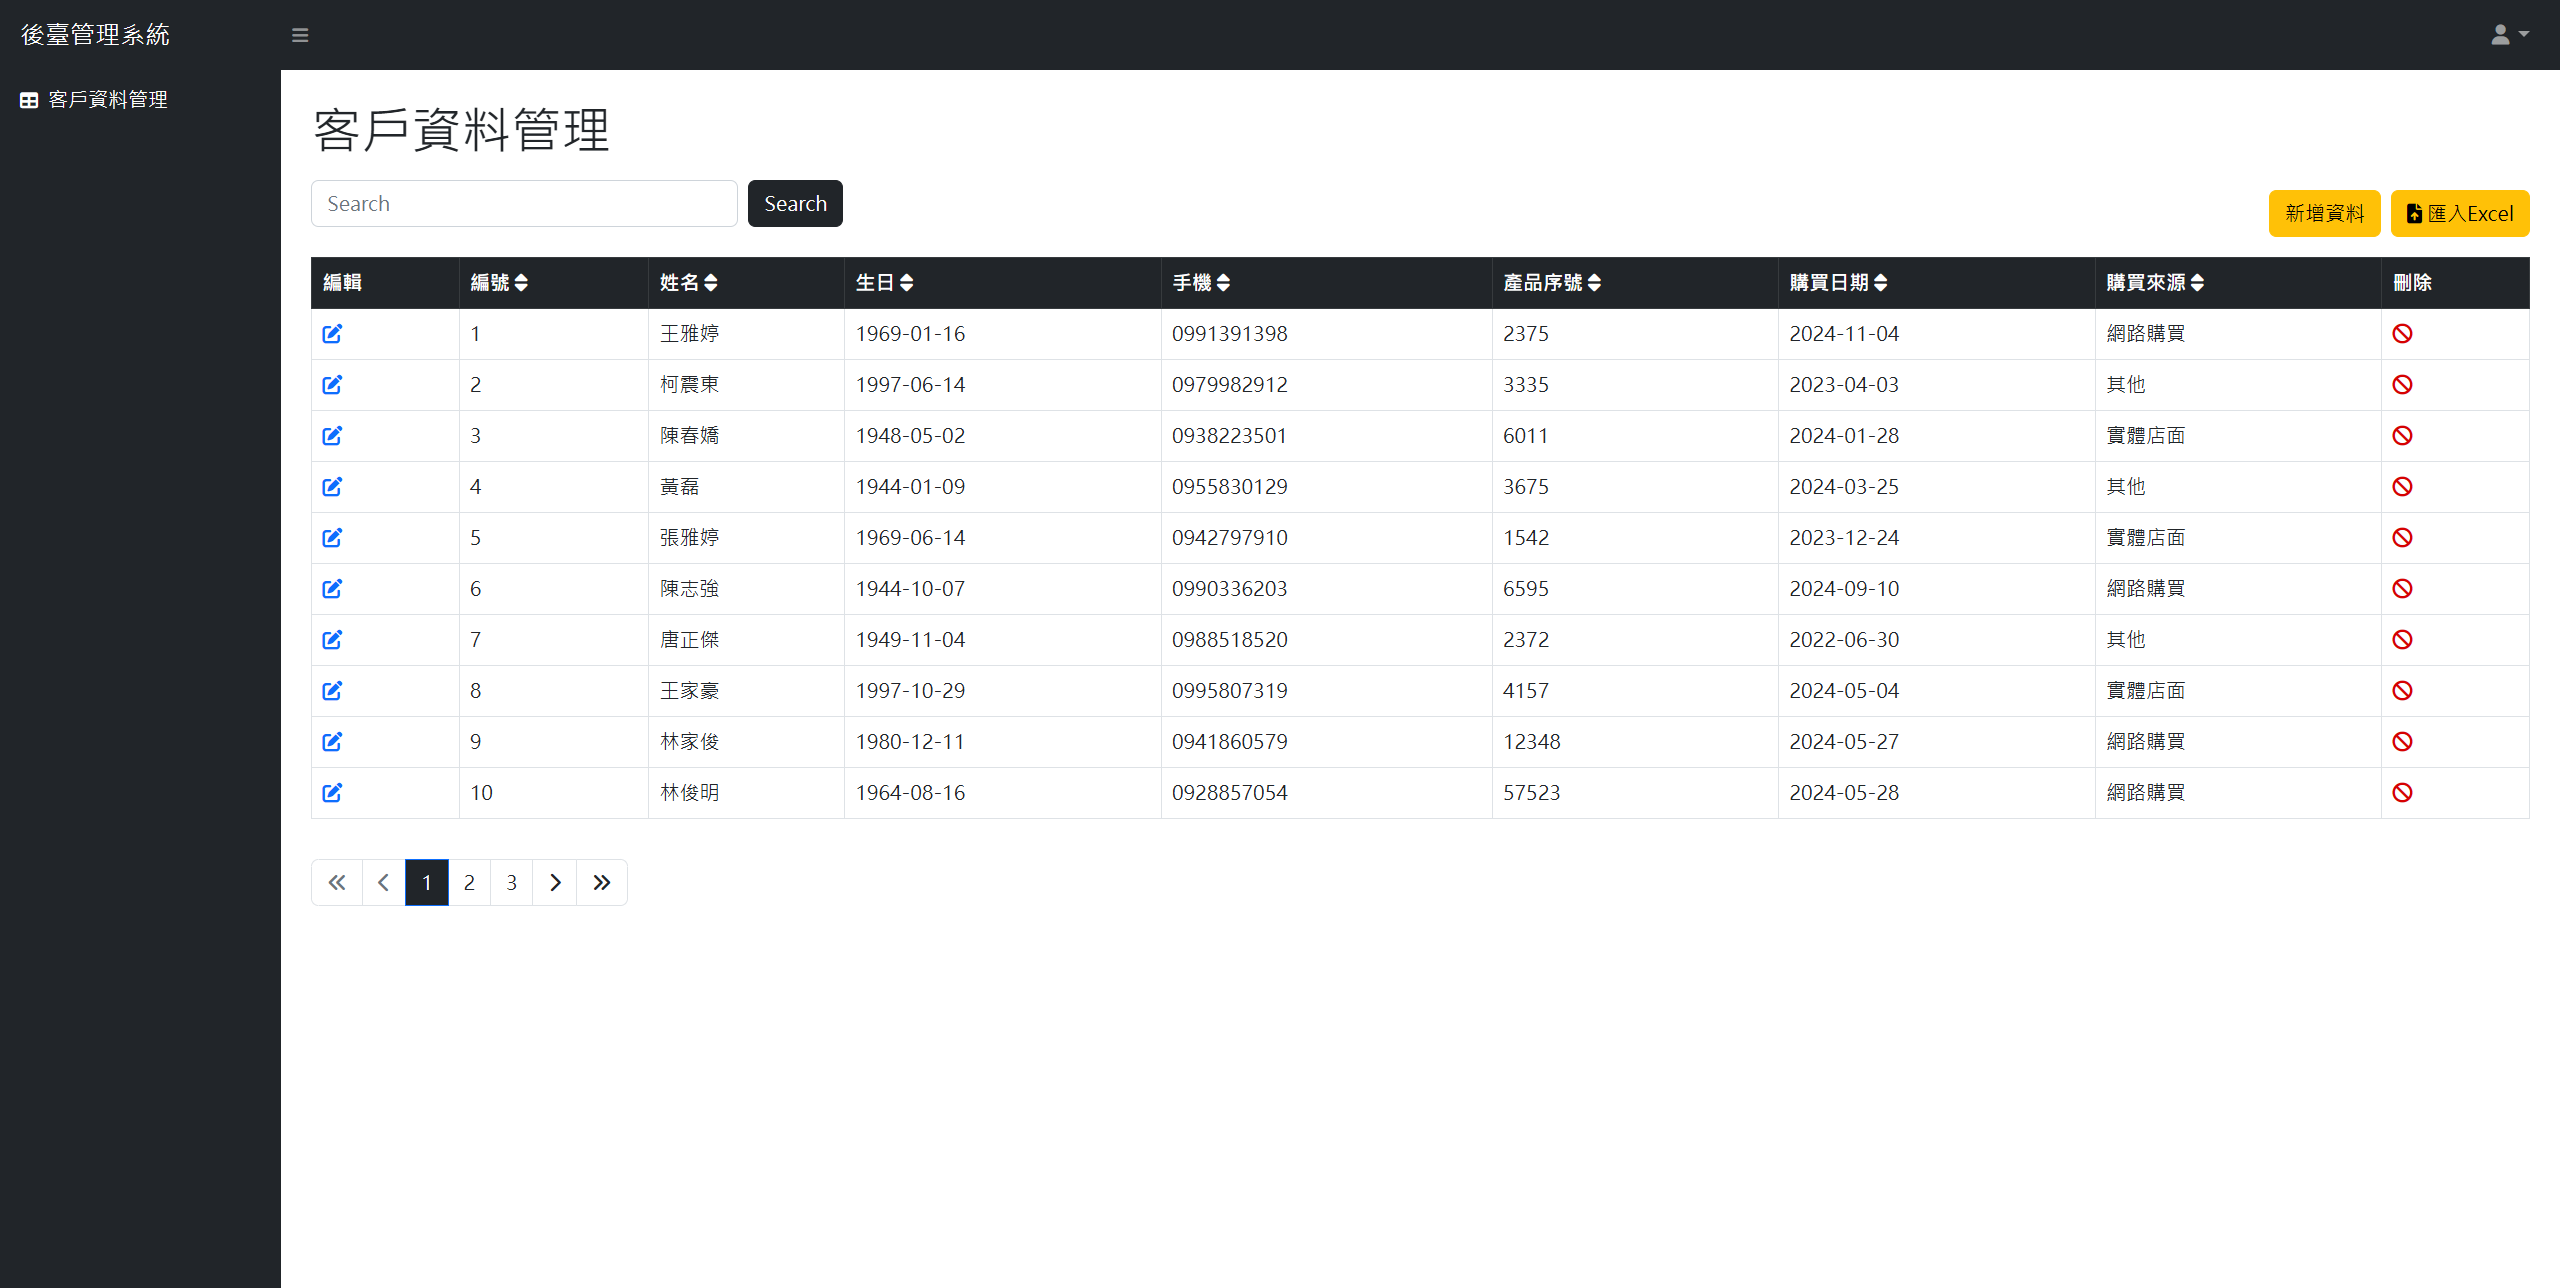 後臺管理系統
客戶資料管理
客戶資料管理
Search Search
新增資料 匯入Excel
編輯 編號 姓名 生日 手機 產品序號 購買日期 購買來源 刪除
1 王雅婷 1969-01-16 0991391398 2375 2024-11-04 網路購買
2 柯震東 1997-06-14 0979982912 3335 2023-04-03 其他
3 陳春嬌 1948-05-02 0938223501 6011 2024-01-28 實體店面
4 黃磊 1944-01-09 0955830129 3675 2024-03-25 其他
5 張雅婷 1969-06-14 0942797910 1542 2023-12-24 實體店面
6 陳志強 1944-10-07 0990336203 6595 2024-09-10 網路購買
7 唐正傑 1949-11-04 0988518520 2372 2022-06-30 其他
8 王家豪 1997-10-29 0995807319 4157 2024-05-04 實體店面
9 林家俊 1980-12-11 0941860579 12348 2024-05-27 網路購買
10 林俊明 1964-08-16 0928857054 57523 2024-05-28 網路購買
1 2 3